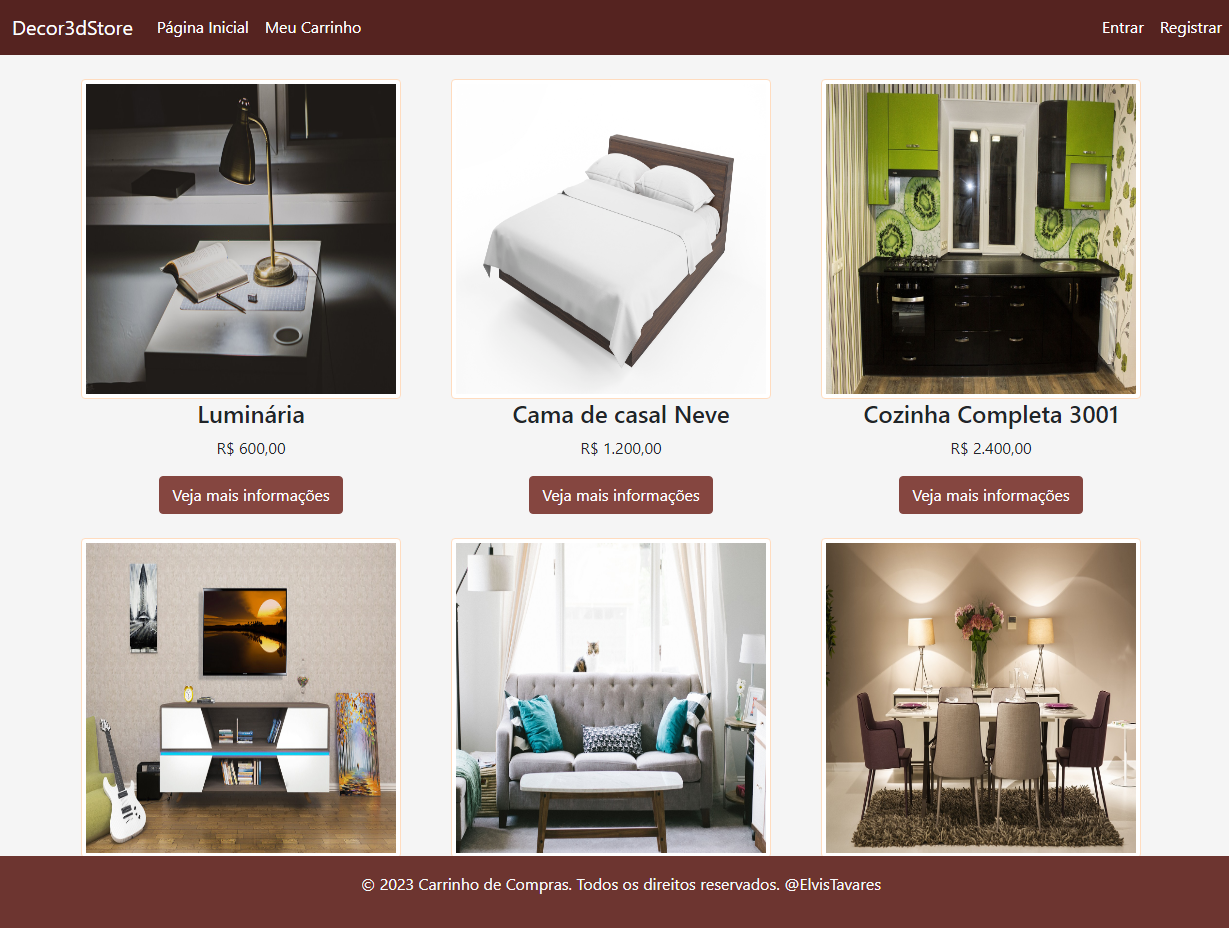 Decor3dStore Página Inicial Meu Carrinho Entrar Registrar
Luminária Cama de casal Neve Cozinha Completa 3001
R$ 600,00 R$ 1.200,00 R$ 2.400,00
Veja mais informações Veja mais informações Veja mais informações
© 2023 Carrinho de Compras. Todos os direitos reservados. @ElvisTavares